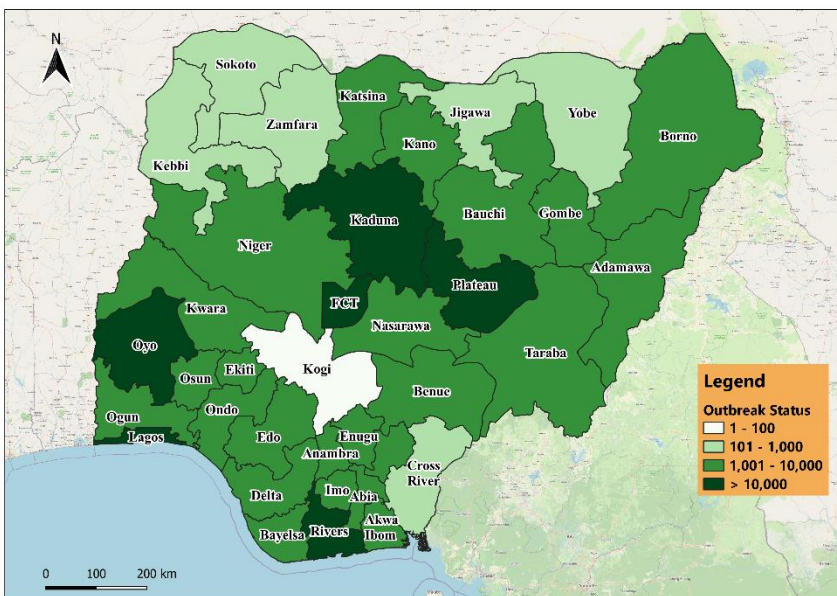 N
Sokoto
Katsina
Jigawa
Yobe
Zamfara
Borno
Kano
Kebbi
Kaduna
Bauchi
Gombe
Niger
Adamawa
Plateau
FCT
Kwara
Nasarawa
Oyo
Taraba
Kogi
Ekiti
Osun
Benue
Ogun
Ondo
Lagos
Edo
Enugu
Anambra
Cross
River
Delta
Imo
Abia
Akwa
Ibom
Bayelsa
Rivers
Legend
Outbreak Status
1 - 100
101 - 1,000
1,001 - 10,000
> 10,000
0 100 200 km